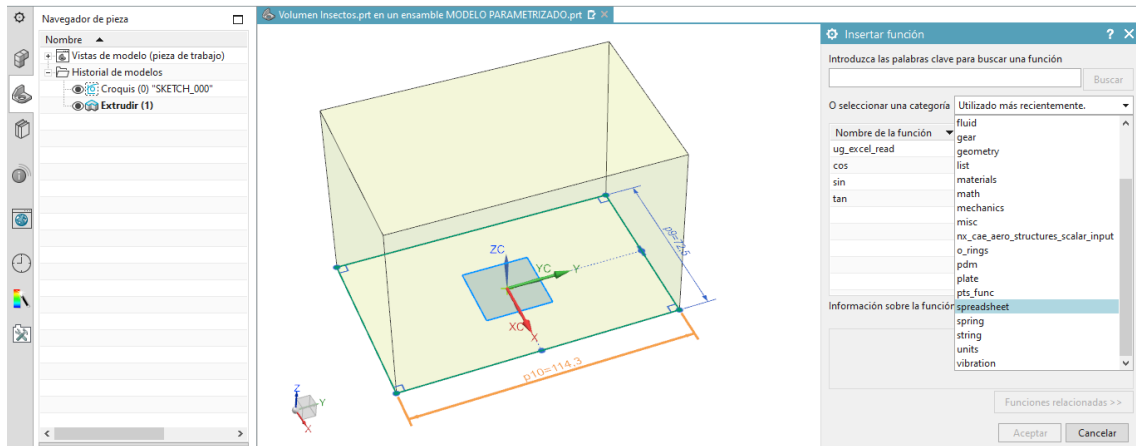 Navegador de pieza
Nombre
Vistas de modelo (pieza de trabajo)
Historial de modelos
Croquis (0) "SKETCH_000"
Extrudir (1)
Volumen Insectos.prt en un ensamble MODELO PARAMETRIZADO.prt
ZC
YC
Y
XC
X
p9=72,5
p10=114,3
Z
Y
X
Insertar función
Introduzca las palabras clave para buscar una función
Buscar
O seleccionar una categoría
Utilizado más recientemente.
Nombre de la función
ug_excel_read
cos
sin
tan
fluid
gear
geometry
list
materials
math
mechanics
misc
nx_cae_aero_structures_scalar_input
o_rings
pdm
plate
pts_func
spreadsheet
spring
string
units
vibration
Información sobre la función
Funciones relacionadas >>
Aceptar
Cancelar